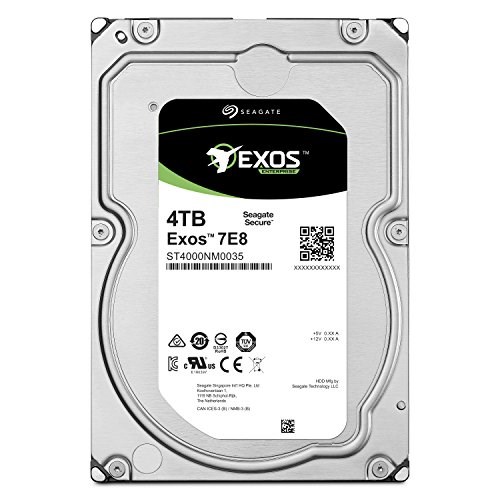 SEAGATE
EXOS™
ENTERPRISE
4TB
Seagate
Secure™
Exos™ 7E8
ST4000NM0035
XXXXXXXXXXXX
+5V 0.XX A
+12V 0.XX A
Seagate Singapore Int'l HQ Pte. Ltd
Koolhovenlaan 1
1119 NB Schiphol Rijk,
The Netherlands
HDD Mfg by
Seagate Technology LLC
CAN ICES-3 (B) / NMB-3 (B)